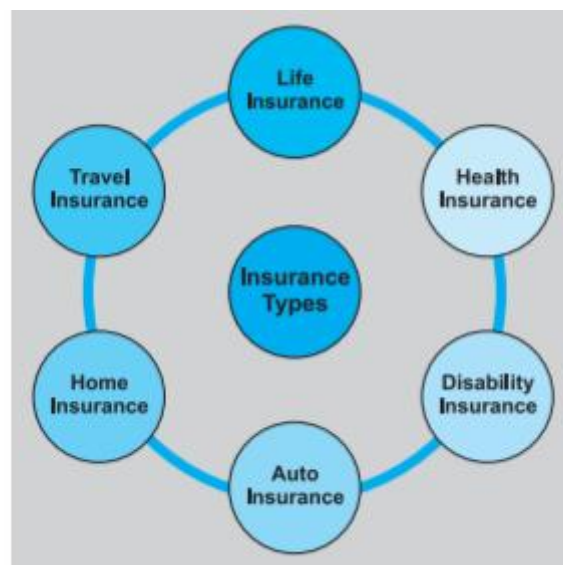 Life
Insurance
Travel
Insurance
Health
Insurance
Insurance
Types
Home
Insurance
Disability
Insurance
Auto
Insurance